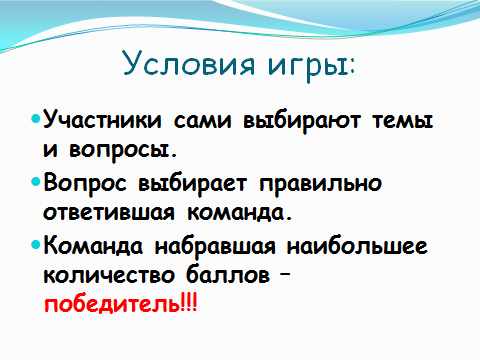 Условия игры:
Участники сами выбирают темы
и вопросы.
Вопрос выбирает правильно
ответившая команда.
Команда набравшая наибольшее
количество баллов –
победитель!!!